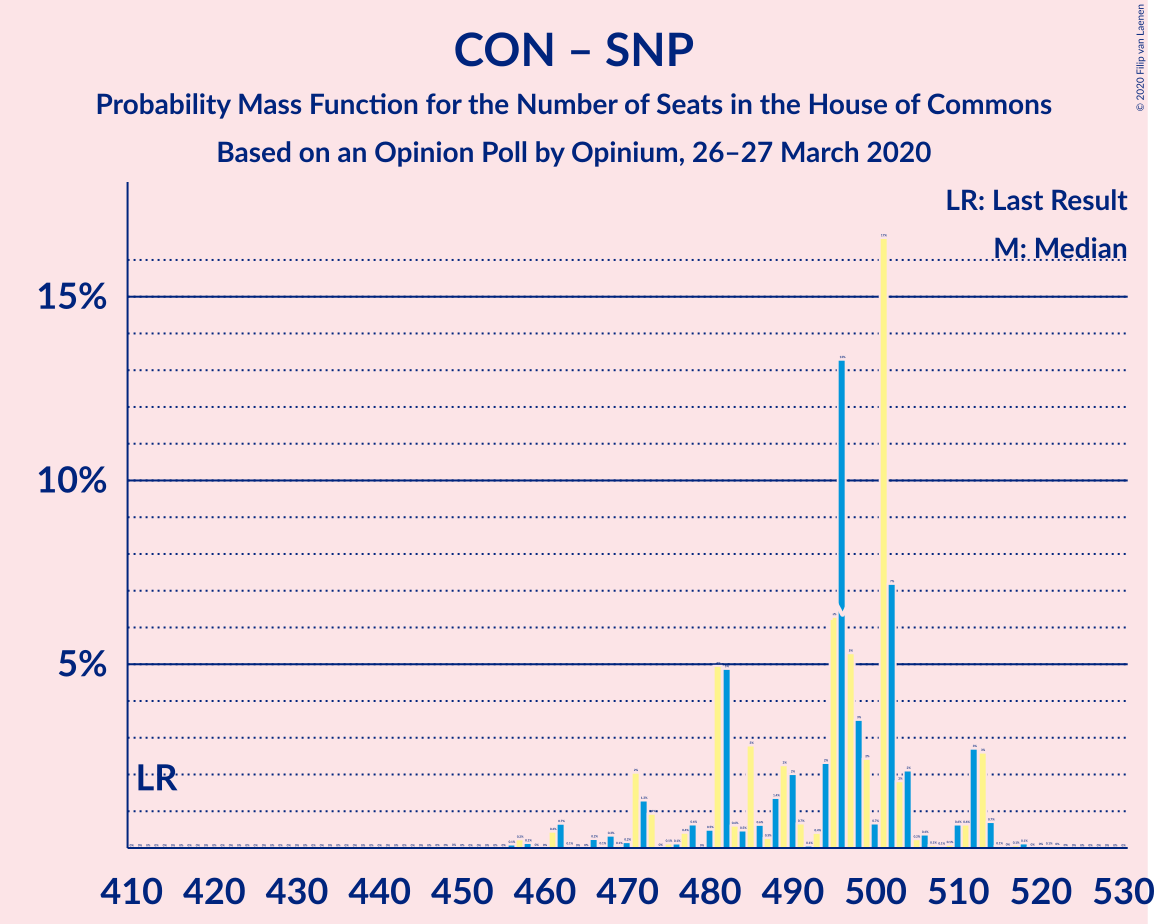 CON – SNP
Probability Mass Function for the Number of Seats in the House of Commons
Based on an Opinion Poll by Opinium, 26–27 March 2020
© 2020 Filip van Laenen
LR: Last Result
M: Median
15%
10%
5%
LR
410 420 430 440 450 460 470 480 490 500 510 520 530